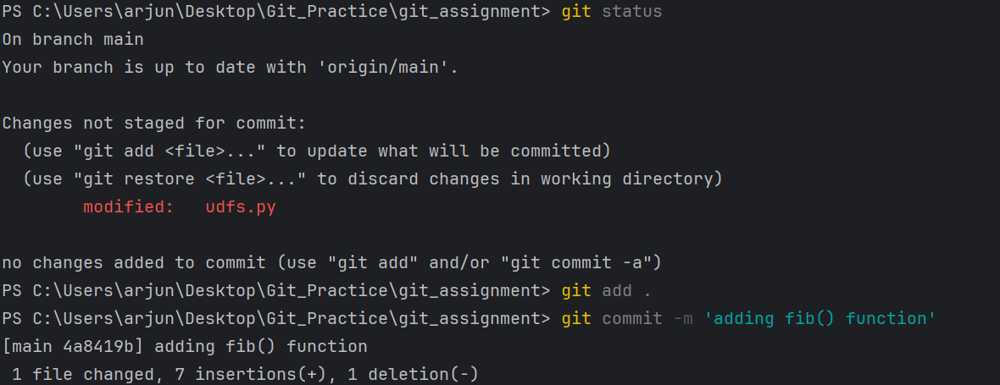 PS C:\Users\arjun\Desktop\Git_Practice\git_assignment> git status
On branch main
Your branch is up to date with 'origin/main'.
Changes not staged for commit:
  (use "git add <file>..." to update what will be committed)
  (use "git restore <file>..." to discard changes in working directory)
        modified:   udfs.py
no changes added to commit (use "git add" and/or "git commit -a")
PS C:\Users\arjun\Desktop\Git_Practice\git_assignment> git add .
PS C:\Users\arjun\Desktop\Git_Practice\git_assignment> git commit -m 'adding fib() function'
[main 4a8419b] adding fib() function
 1 file changed, 7 insertions(+), 1 deletion(-)